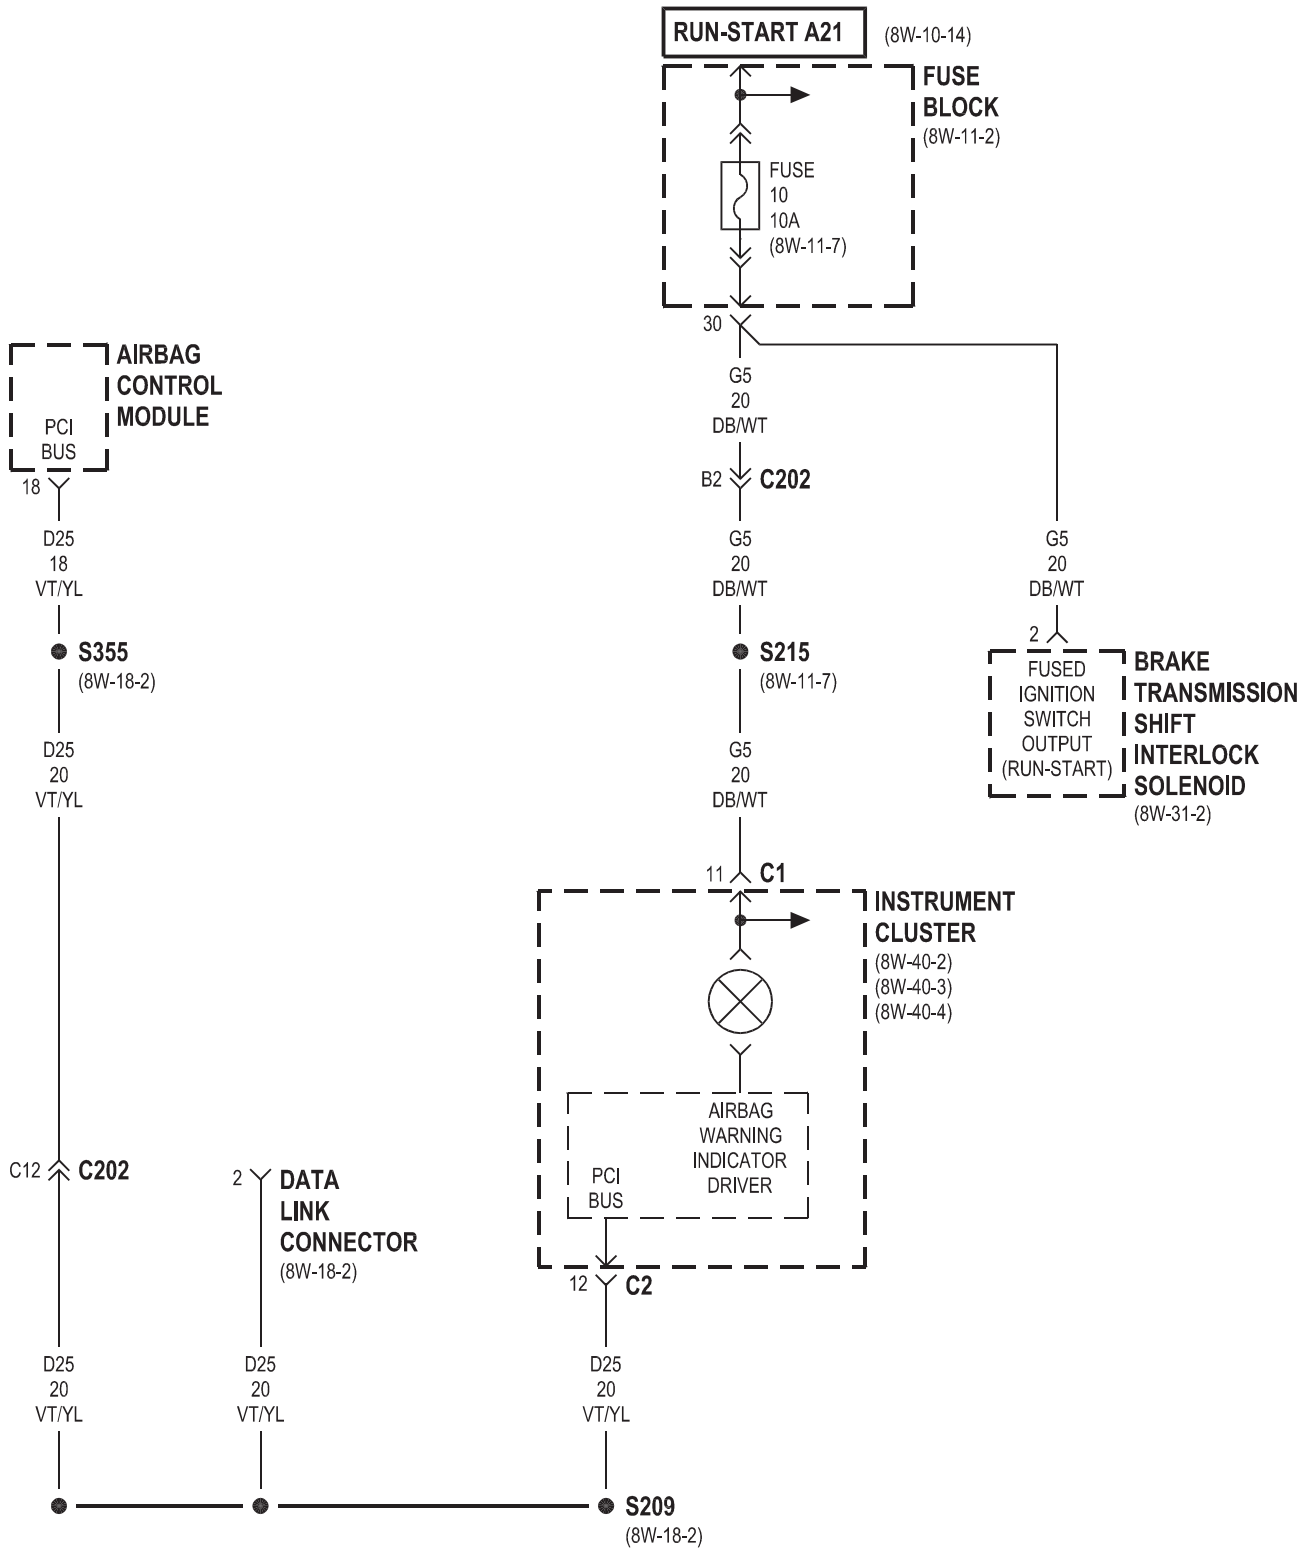 RUN-START A21
(8W-10-14)
FUSE
BLOCK
(8W-11-2)
FUSE
10
10A
(8W-11-7)
30
AIRBAG
CONTROL
MODULE
PCI
BUS
18
D25
18
VT/YL
S355
(8W-18-2)
D25
20
VT/YL
C12
C202
G5
20
DB/WT
B2
C202
G5
20
DB/WT
S215
(8W-11-7)
G5
20
DB/WT
11
C1
G5
20
DB/WT
2
FUSED
IGNITION
SWITCH
OUTPUT
(RUN-START)
BRAKE
TRANSMISSION
SHIFT
INTERLOCK
SOLENOID
(8W-31-2)
INSTRUMENT
CLUSTER
(8W-40-2)
(8W-40-3)
(8W-40-4)
AIRBAG
WARNING
INDICATOR
DRIVER
PCI
BUS
12
C2
2
DATA
LINK
CONNECTOR
(8W-18-2)
D25
20
VT/YL
D25
20
VT/YL
D25
20
VT/YL
S209
(8W-18-2)